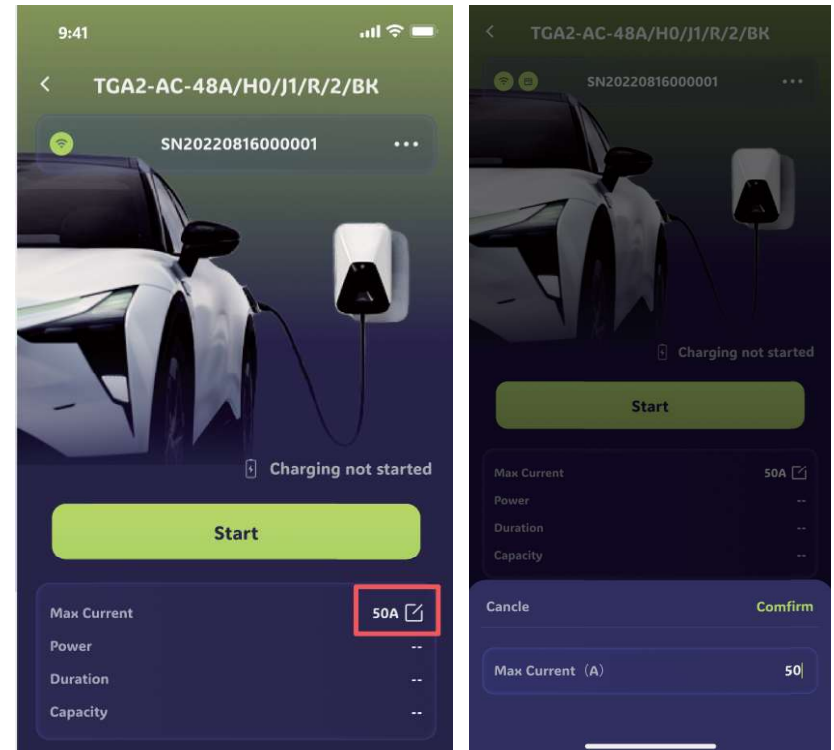 9:41
TGA2-AC-48A/H0/J1/R/2/BK
SN20220816000001
Charging not started
Start
Max Current 50A
Power --
Duration --
Capacity --
TGA2-AC-48A/H0/J1/R/2/BK
SN20220816000001
Charging not started
Start
Max Current 50A
Power --
Duration --
Capacity --
Cancle Comfirm
Max Current（A） 50